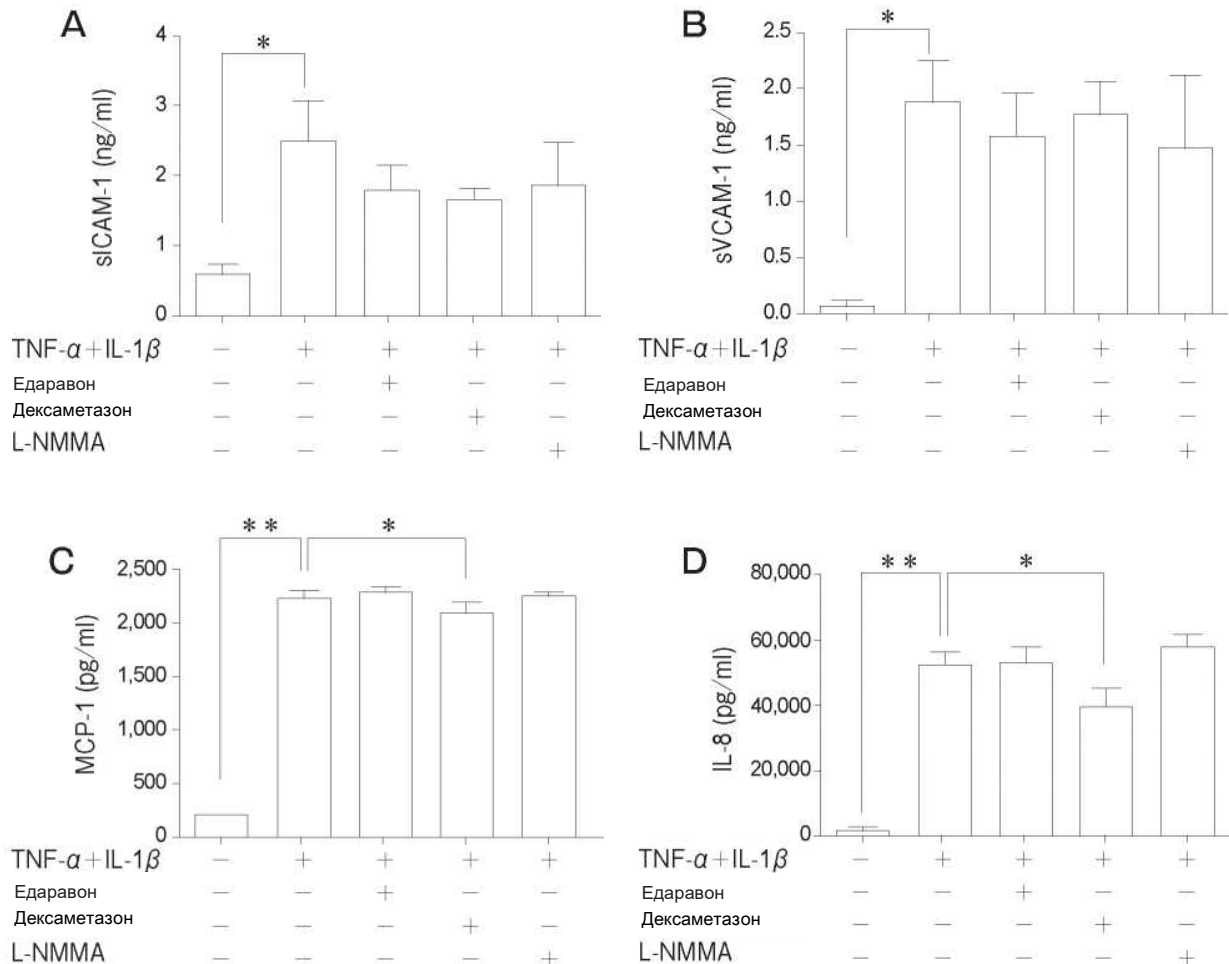 A
sICAM-1 (ng/ml)
4
3
2
1
0
*
TNF-α+IL-1β − + + + +
Едаравон − − + − −
Дексаметазон − − − + −
L-NMMA − − − − +
B
sVCAM-1 (ng/ml)
2.5
2.0
1.5
1.0
0.5
0.0
*
TNF-α+IL-1β − + + + +
Едаравон − − + − −
Дексаметазон − − − + −
L-NMMA − − − − +
C
MCP-1 (pg/ml)
2,500
2,000
1,500
1,000
500
0
** *
TNF-α+IL-1β − + + + +
Едаравон − − + − −
Дексаметазон − − − + −
L-NMMA − − − − +
D
IL-8 (pg/ml)
80,000
60,000
40,000
20,000
0
** *
TNF-α+IL-1β − + + + +
Едаравон − − + − −
Дексаметазон − − − + −
L-NMMA − − − − +